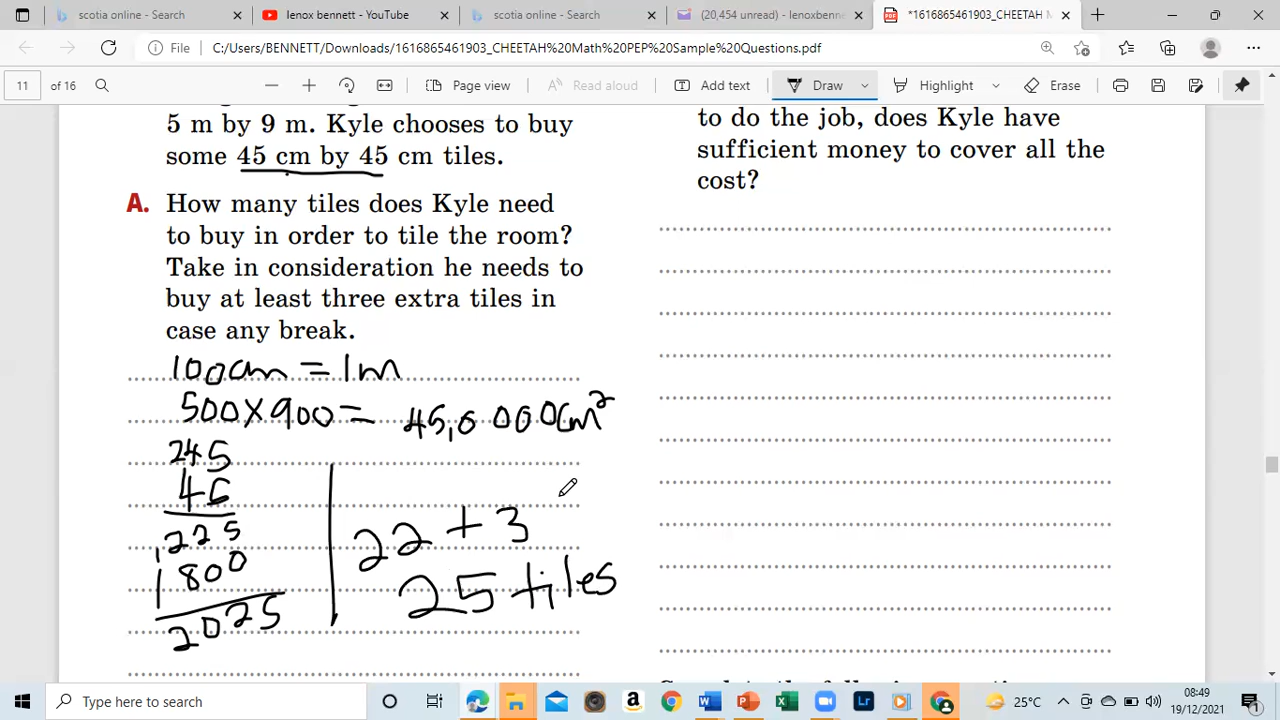 scotia online - Search
lenox bennett - YouTube
scotia online - Search
(20,454 unread) - lenoxbenne
*1616865461903_CHEETAH M
File
C:/Users/BENNETT/Downloads/1616865461903_CHEETAH%20Math%20PEP%20Sample%20Questions.pdf
11 of 16
Page view
Read aloud
Add text
Draw
Highlight
Erase
5 m by 9 m. Kyle chooses to buy
some 45 cm by 45 cm tiles.
A. How many tiles does Kyle need
to buy in order to tile the room?
Take in consideration he needs to
buy at least three extra tiles in
case any break.
100cm = 1m
500 x 900 = 45,0 000cm²
245
45
1225
1800
2025
22 + 3
25 tiles
to do the job, does Kyle have
sufficient money to cover all the
cost?
Type here to search
25°C
08:49
19/12/2021